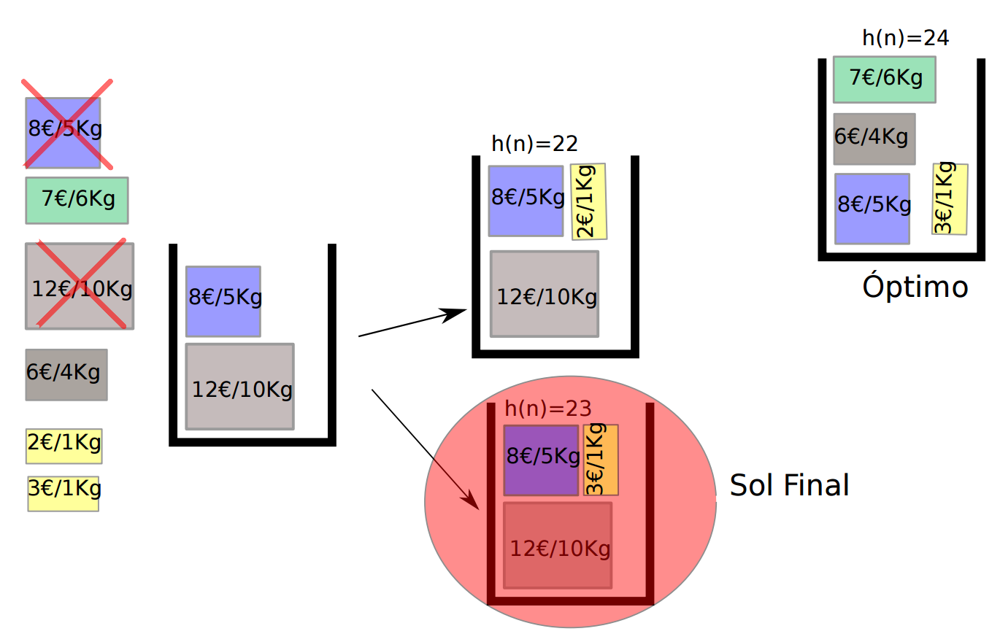 8€/5Kg
7€/6Kg
12€/10Kg
6€/4Kg
2€/1Kg
3€/1Kg
8€/5Kg
12€/10Kg
h(n)=22
8€/5Kg
2€/1Kg
12€/10Kg
h(n)=23
8€/5Kg
3€/1Kg
12€/10Kg
Sol Final
h(n)=24
7€/6Kg
6€/4Kg
8€/5Kg
3€/1Kg
Óptimo